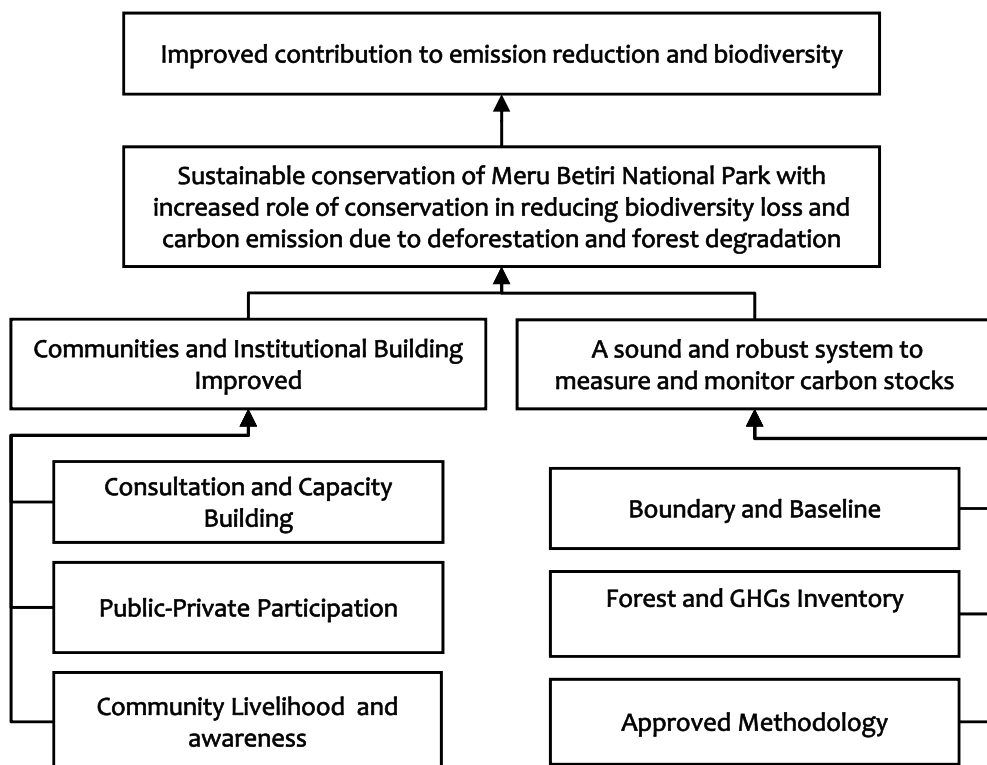 Improved contribution to emission reduction and biodiversity
Sustainable conservation of Meru Betiri National Park with
increased role of conservation in reducing biodiversity loss and
carbon emission due to deforestation and forest degradation
Communities and Institutional Building
Improved
A sound and robust system to
measure and monitor carbon stocks
Consultation and Capacity
Building
Public-Private Participation
Community Livelihood and
awareness
Boundary and Baseline
Forest and GHGs Inventory
Approved Methodology